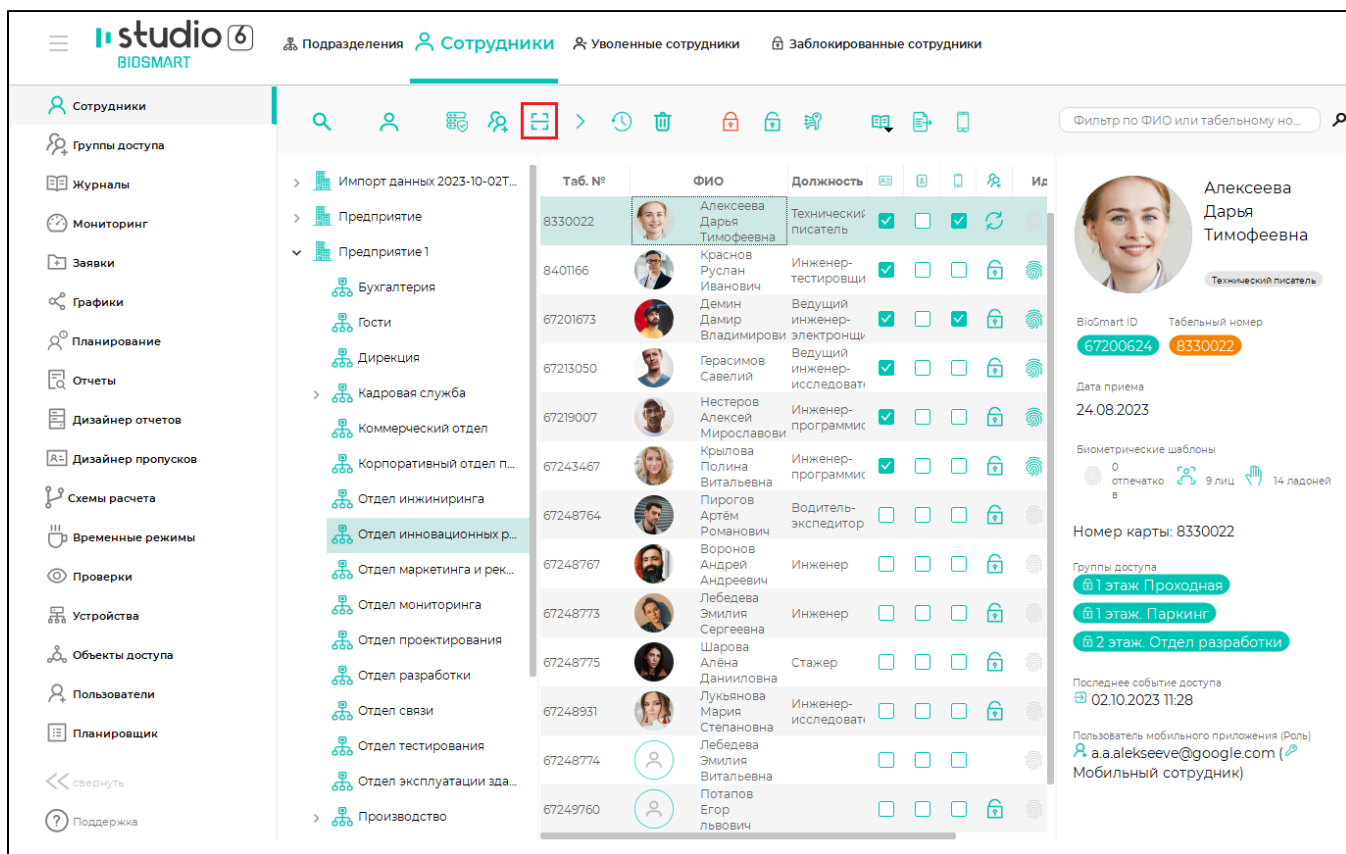 studio 6
BIOSMART
Подразделения
Сотрудники
Уволенные сотрудники
Заблокированные сотрудники
Сотрудники
Группы доступа
Журналы
Мониторинг
Заявки
Графики
Планирование
Отчеты
Дизайнер отчетов
Дизайнер пропусков
Схемы расчета
Временные режимы
Проверки
Устройства
Объекты доступа
Пользователи
Планировщик
свернуть
Поддержка
Фильтр по ФИО или табельному но...
Импорт данных 2023-10-02Т...
Предприятие
Предприятие 1
Бухгалтерия
Гости
Дирекция
Кадровая служба
Коммерческий отдел
Корпоративный отдел п...
Отдел инжиниринга
Отдел инновационных р...
Отдел маркетинга и рек...
Отдел мониторинга
Отдел проектирования
Отдел разработки
Отдел связи
Отдел тестирования
Отдел эксплуатации зда...
Производство
Таб. № ФИО Должность Ид
8330022
Алексеева
Дарья
Тимофеевна
Технический
писатель
8401166
Краснов
Руслан
Иванович
Инженер-
тестировщи
67201673
Демин
Дамир
Владимирови
Ведущий
инженер-
электронщи
67213050
Герасимов
Савелий
Ведущий
инженер-
исследовате
67219007
Нестеров
Алексей
Мирославови
Инженер-
программис
67243467
Крылова
Полина
Витальевна
Инженер-
программис
67248764
Пирогов
Артём
Романович
Водитель-
экспедитор
67248767
Воронов
Андрей
Андреевич
Инженер
67248773
Лебедева
Эмилия
Сергеевна
Инженер
67248775
Шарова
Алёна
Данииловна
Стажер
67248931
Лукьянова
Мария
Степановна
Инженер-
исследовате
67248774
Лебедева
Эмилия
Витальевна
67249760
Потапов
Егор
львович
Алексеева
Дарья
Тимофеевна
Технический писатель
BioSmart ID Табельный номер
67200624 8330022
Дата приема
24.08.2023
Биометрические шаблоны
0
отпечатко
в
9 лиц
14 ладоней
Номер карты: 8330022
Группы доступа
1 этаж Проходная
1 этаж. Паркинг
2 этаж. Отдел разработки
Последнее событие доступа
02.10.2023 11:28
Пользователь мобильного приложения (Роль)
a.a.alekseeve@google.com (
Мобильный сотрудник)